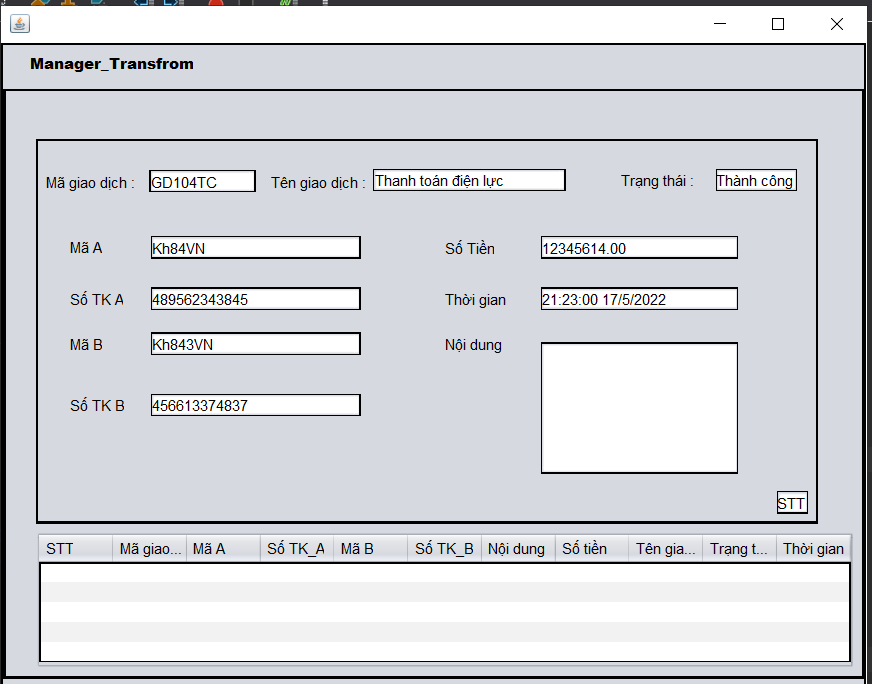 Manager_Transfrom
Mã giao dịch : GD104TC Tên giao dịch : Thanh toán điện lực Trạng thái : Thành công
Mã A Kh84VN Số Tiền 12345614.00
Số TK A 489562343845 Thời gian 21:23:00 17/5/2022
Mã B Kh843VN Nội dung
Số TK B 456613374837
STT
STT Mã giao... Mã A Số TK_A Mã B Số TK_B Nội dung Số tiền Tên gia... Trạng t... Thời gian